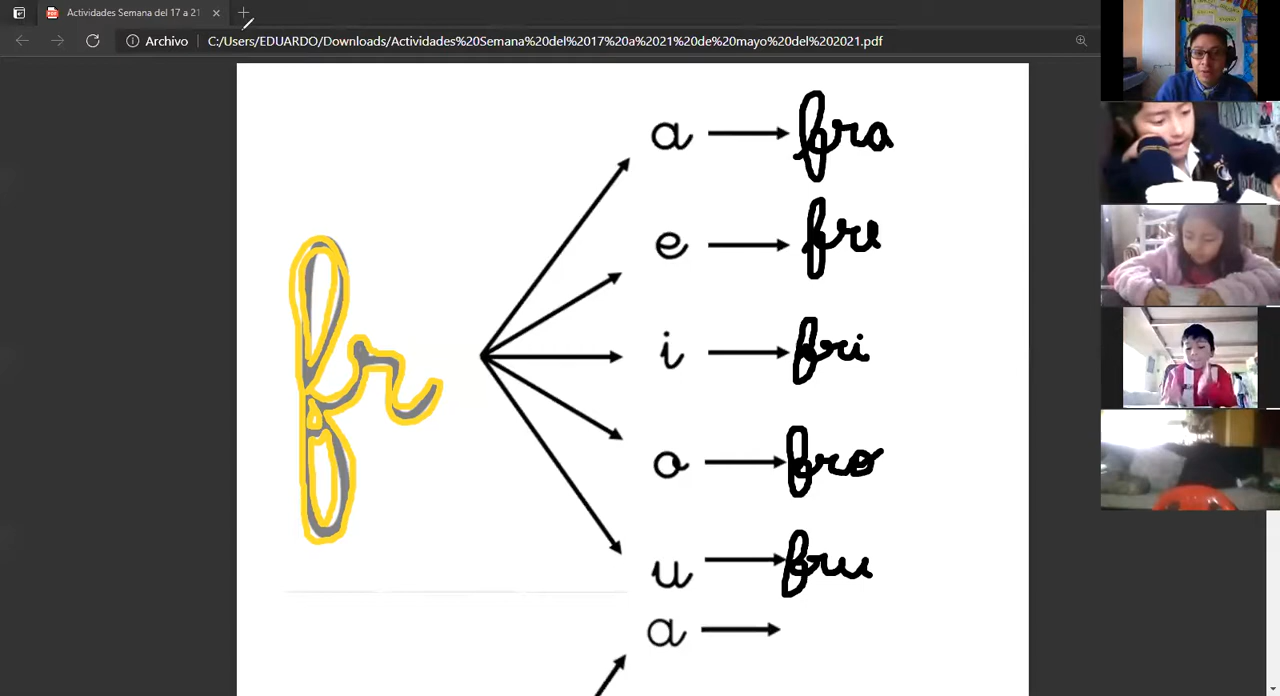 Actividades Semana del 17 a 21
Archivo C:/Users/EDUARDO/Downloads/Actividades%20Semana%20del%2017%20a%2021%20de%20mayo%20del%202021.pdf
fr
a fra
e fre
i fri
o fro
u fru
a